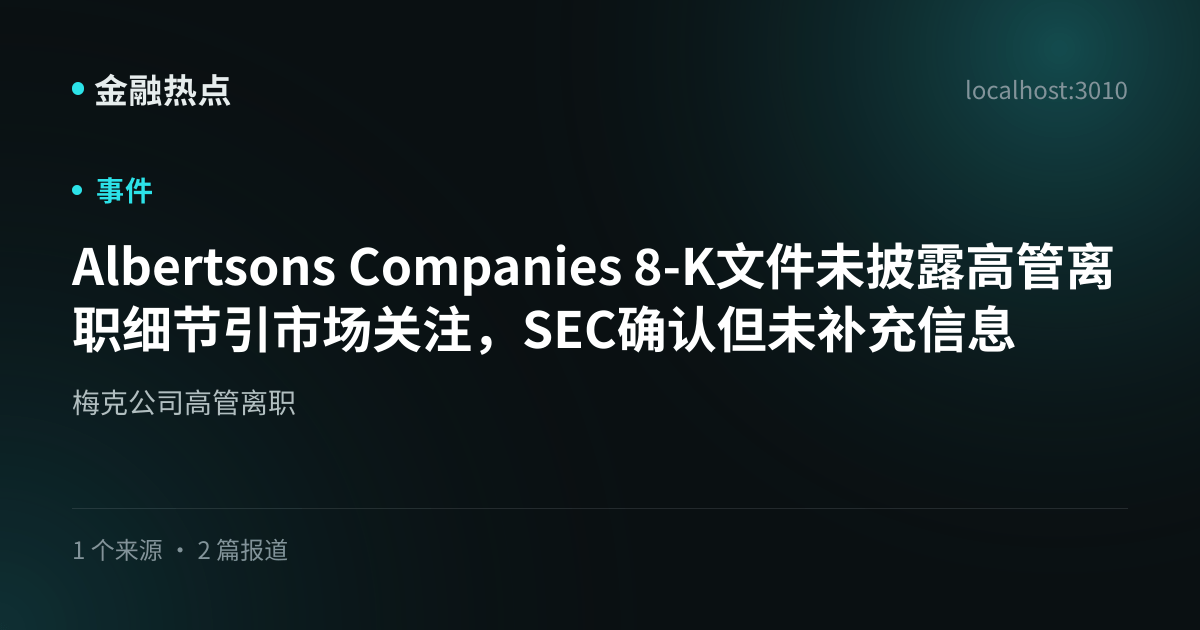 金融热点
localhost:3010
事件
Albertsons Companies 8-K文件未披露高管离
职细节引市场关注，SEC确认但未补充信息
梅克公司高管离职
1 个来源 · 2 篇报道